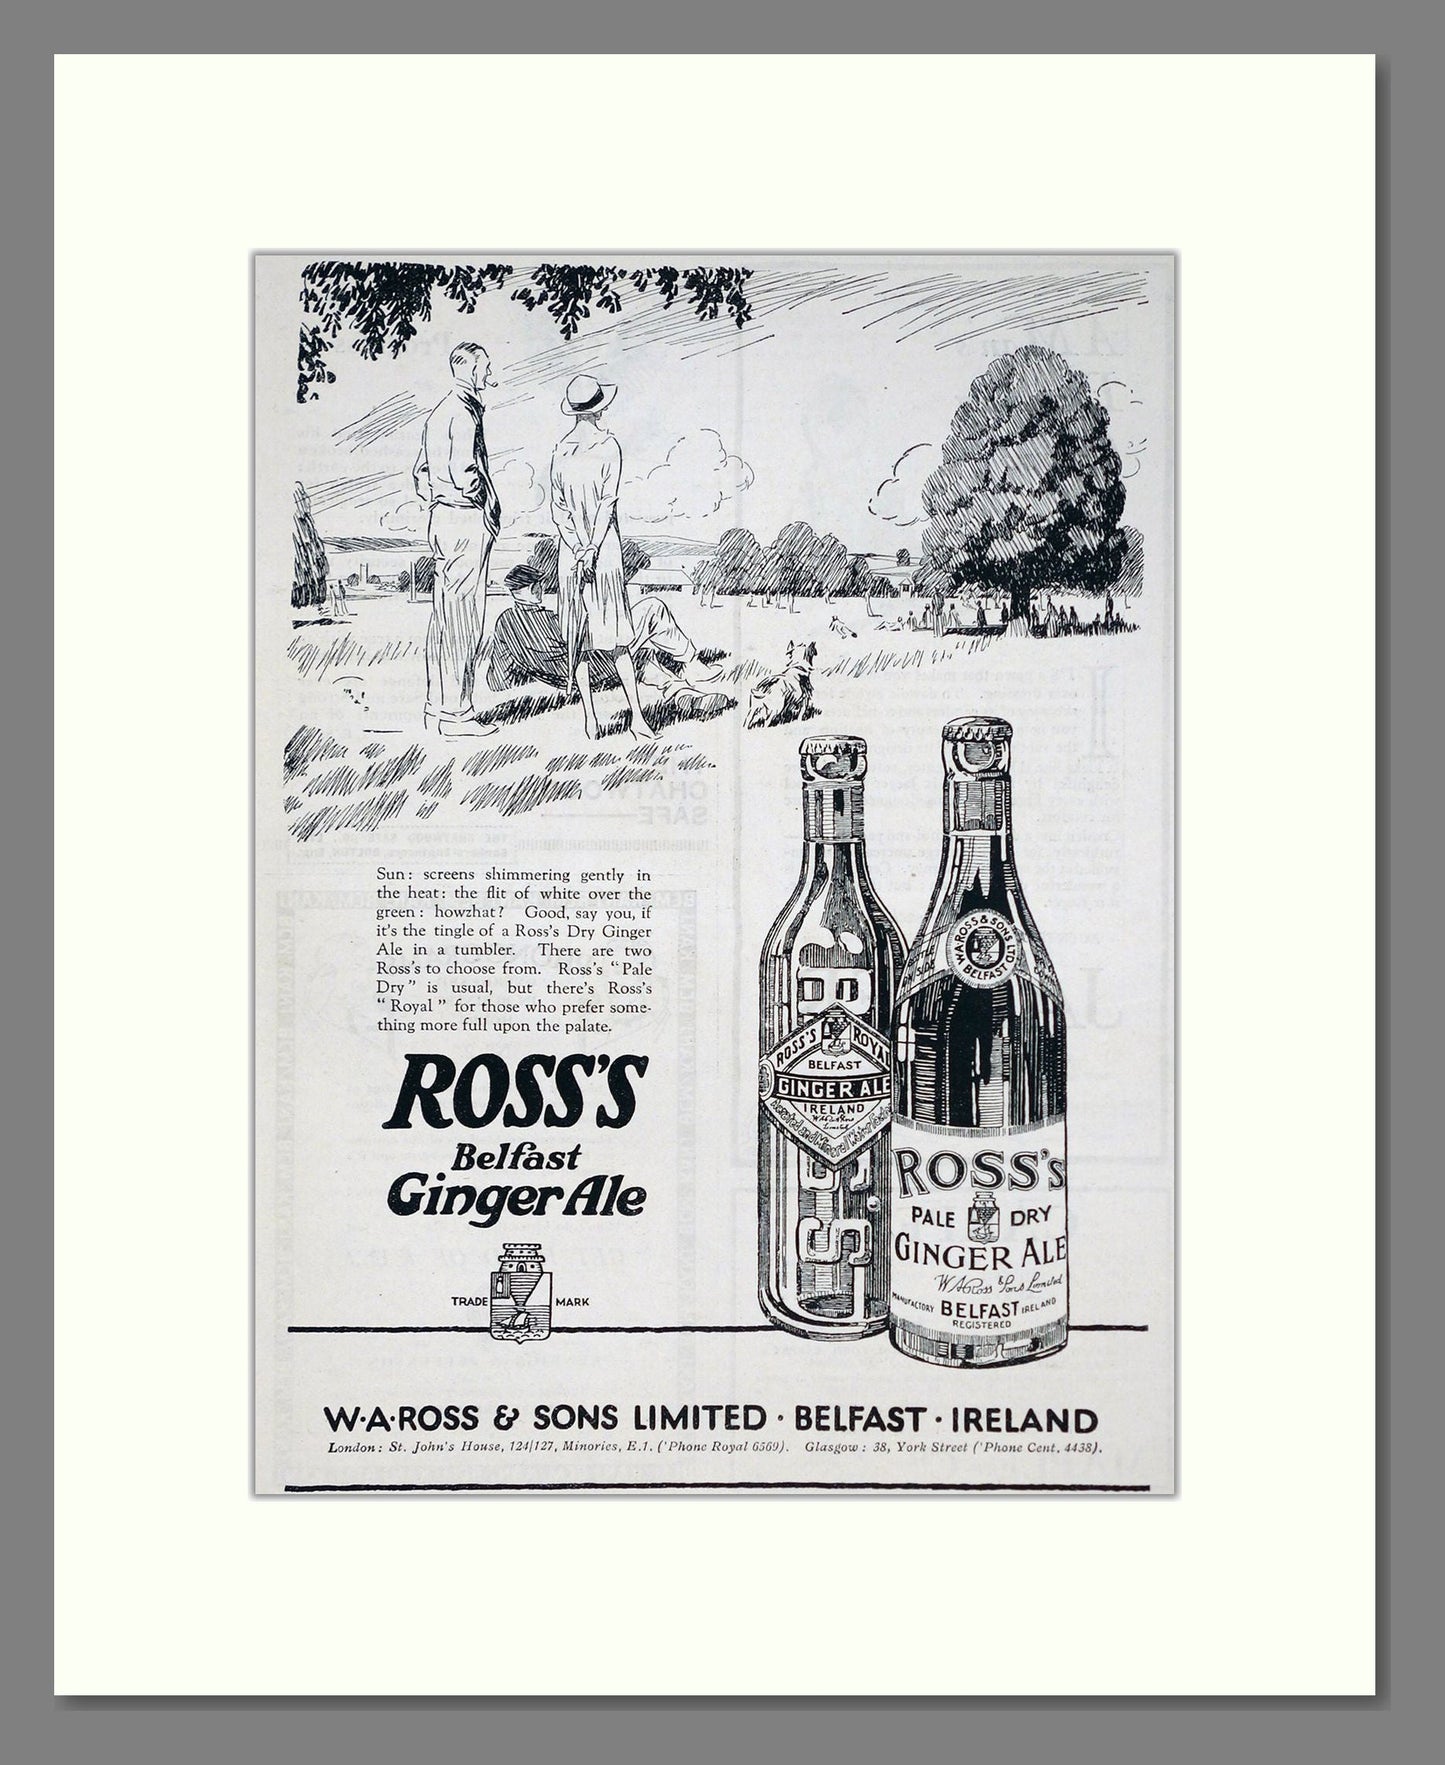 Sun: screens shimmering gently in
the heat: the flit of white over the
green: howzhat? Good, say you, if
it's the tingle of a Ross's Dry Ginger
Ale in a tumbler. There are two
Ross's to choose from. Ross's "Pale
Dry" is usual, but there's Ross's
"Royal" for those who prefer some-
thing more full upon the palate.
ROSS'S
Belfast
Ginger Ale
TRADE MARK
ROSS'S ROYAL
BELFAST
GINGER ALE
IRELAND
W.A. ROSS & SONS LTD
BELFAST
ROSS'S
PALE DRY
GINGER ALE
W.A. Ross & Sons Limited
MANUFACTORY BELFAST IRELAND
REGISTERED
W·A·ROSS & SONS LIMITED · BELFAST · IRELAND
London: St. John's House, 124/127, Minories, E.1. ('Phone Royal 6569). Glasgow: 38, York Street ('Phone Cent. 4438).